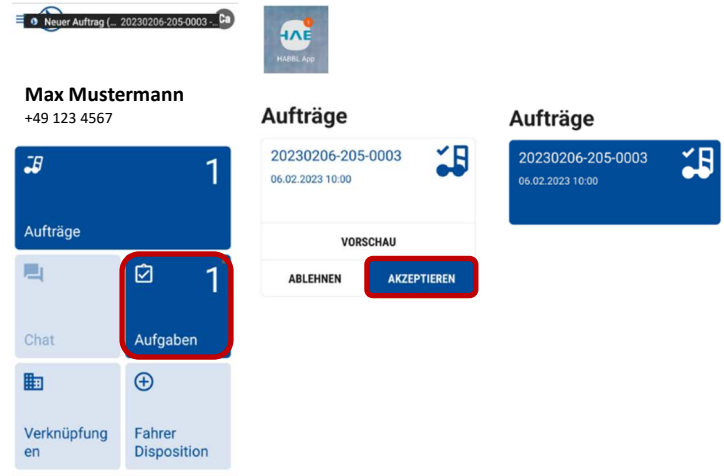 Neuer Auftrag (... 20230206-205-0003 -...
Ca
Max Mustermann
+49 123 4567
1
Aufträge
Chat
1
Aufgaben
Verknüpfung
en
Fahrer
Disposition
HAB
HABBL App
Aufträge
20230206-205-0003
06.02.2023 10:00
VORSCHAU
ABLEHNEN
AKZEPTIEREN
Aufträge
20230206-205-0003
06.02.2023 10:00